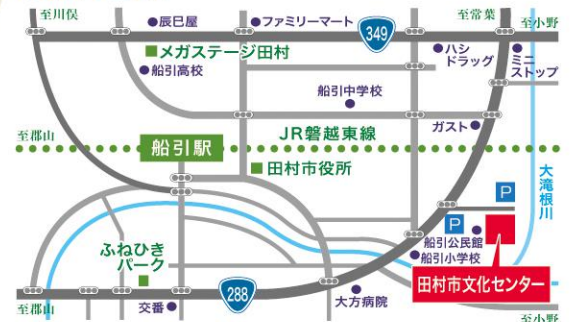 至川俣
辰巳屋
ファミリーマート
349
至常葉
至小野
メガステージ田村
ハシ
ドラッグ
ミニ
ストップ
船引高校
船引中学校
ガスト
至郡山
船引駅
JR磐越東線
田村市役所
大滝根川
P
P
船引公民館
船引小学校
ふねひき
パーク
田村市文化センター
288
大方病院
交番
至郡山
至小野